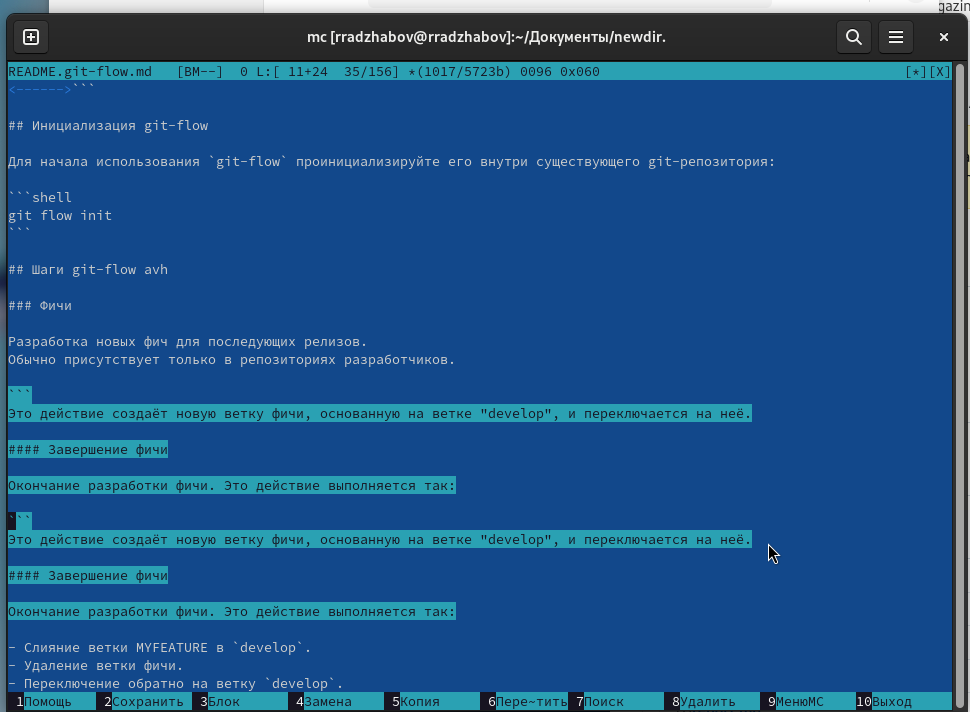 gazin
mc [rradzhabov@rradzhabov]:~/Документы/newdir.
README.git-flow.md   [BM--]  0 L:[ 11+24  35/156] *(1017/5723b) 0096 0x060   [*][X]
<------>```
## Инициализация git-flow
Для начала использования `git-flow` проинициализируйте его внутри существующего git-репозитория:
```shell
git flow init
```
## Шаги git-flow avh
### Фичи
Разработка новых фич для последующих релизов.
Обычно присутствует только в репозиториях разработчиков.
```
Это действие создаёт новую ветку фичи, основанную на ветке "develop", и переключается на неё.
#### Завершение фичи
Окончание разработки фичи. Это действие выполняется так:
```
Это действие создаёт новую ветку фичи, основанную на ветке "develop", и переключается на неё.
#### Завершение фичи
Окончание разработки фичи. Это действие выполняется так:
- Слияние ветки MYFEATURE в `develop`.
- Удаление ветки фичи.
- Переключение обратно на ветку `develop`.
1Помощь 2Сохранить 3Блок 4Замена 5Копия 6Пере~тить 7Поиск 8Удалить 9МенюMC 10Выход